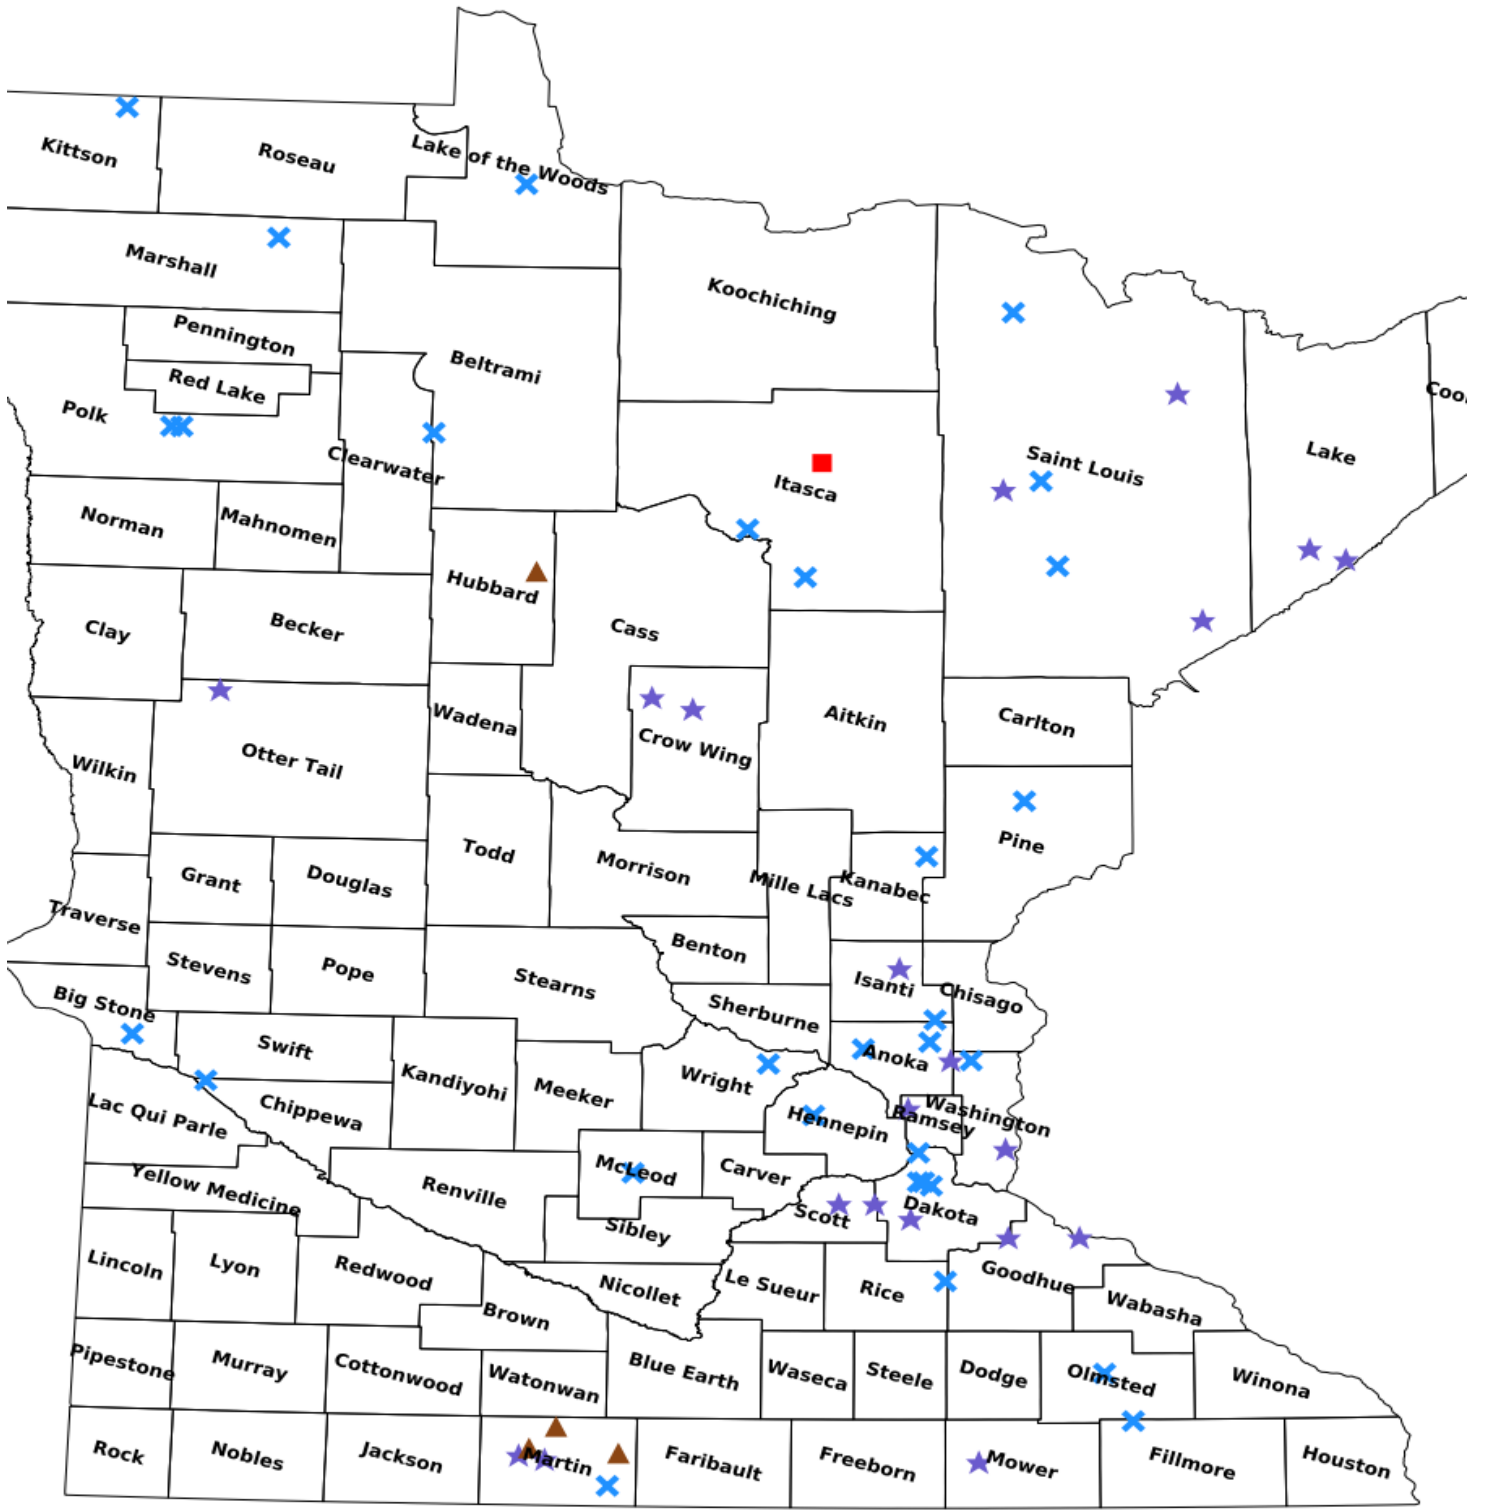 Kittson
Roseau
Lake of the Woods
Marshall
Koochiching
Pennington
Beltrami
Red Lake
Polk
Coo
Clearwater
Itasca
Saint Louis
Lake
Norman
Mahnomen
Hubbard
Clay
Becker
Cass
Wadena
Aitkin
Carlton
Crow Wing
Wilkin
Otter Tail
Todd
Pine
Grant
Douglas
Morrison
Mille Lacs
Kanabec
Traverse
Benton
Stevens
Pope
Stearns
Isanti
Chisago
Big Stone
Sherburne
Swift
Anoka
Kandiyohi
Wright
Meeker
Lac Qui Parle
Chippewa
Hennepin
Ramsey
Washington
McLeod
Carver
Yellow Medicine
Renville
Scott
Dakota
Sibley
Lincoln
Lyon
Redwood
Nicollet
Le Sueur
Rice
Goodhue
Wabasha
Brown
Pipestone
Murray
Cottonwood
Watonwan
Blue Earth
Waseca
Steele
Dodge
Olmsted
Winona
Rock
Nobles
Jackson
Martin
Faribault
Freeborn
Mower
Fillmore
Houston